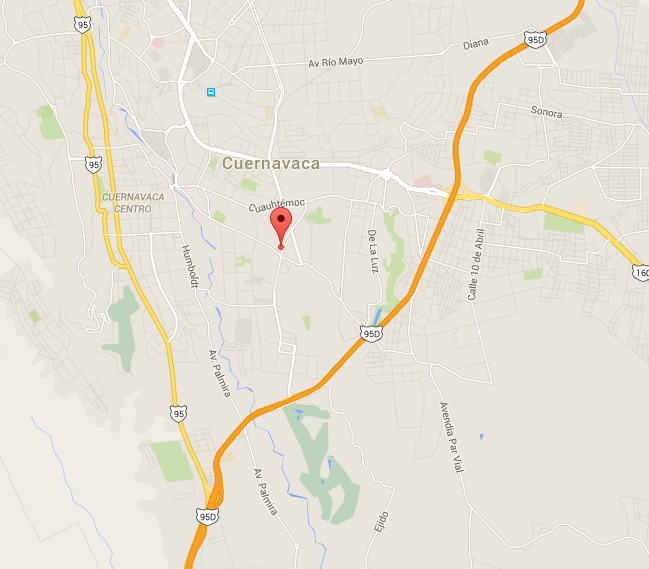 95
95D
Diana
Av Río Mayo
Sonora
Cuernavaca
95
CUERNAVACA
CENTRO
Cuauhtémoc
De La Luz
Calle 10 de Abril
Humboldt
160
95D
Av. Palmira
95
Avendia Par Vial
Av. Palmira
95D
Ejido